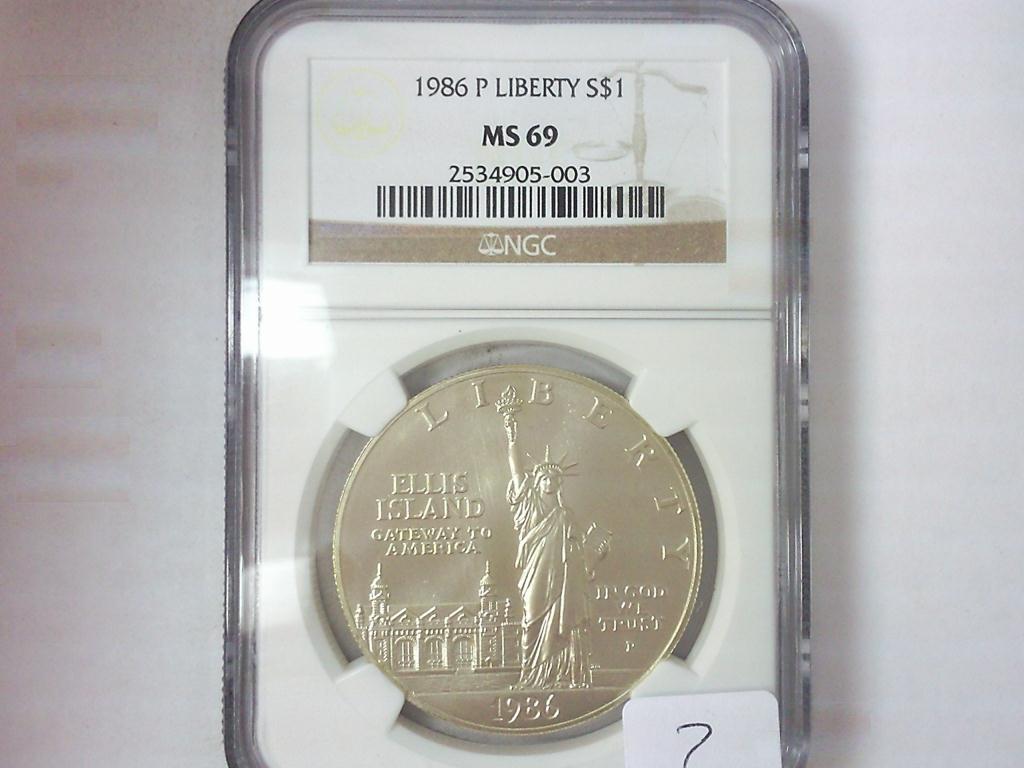 1986 P LIBERTY S$1
MS 69
2534905-003
NGC
LIBERTY
ELLIS
ISLAND
GATEWAY TO
AMERICA
IN GOD
WE
TRUST
P
1986
7